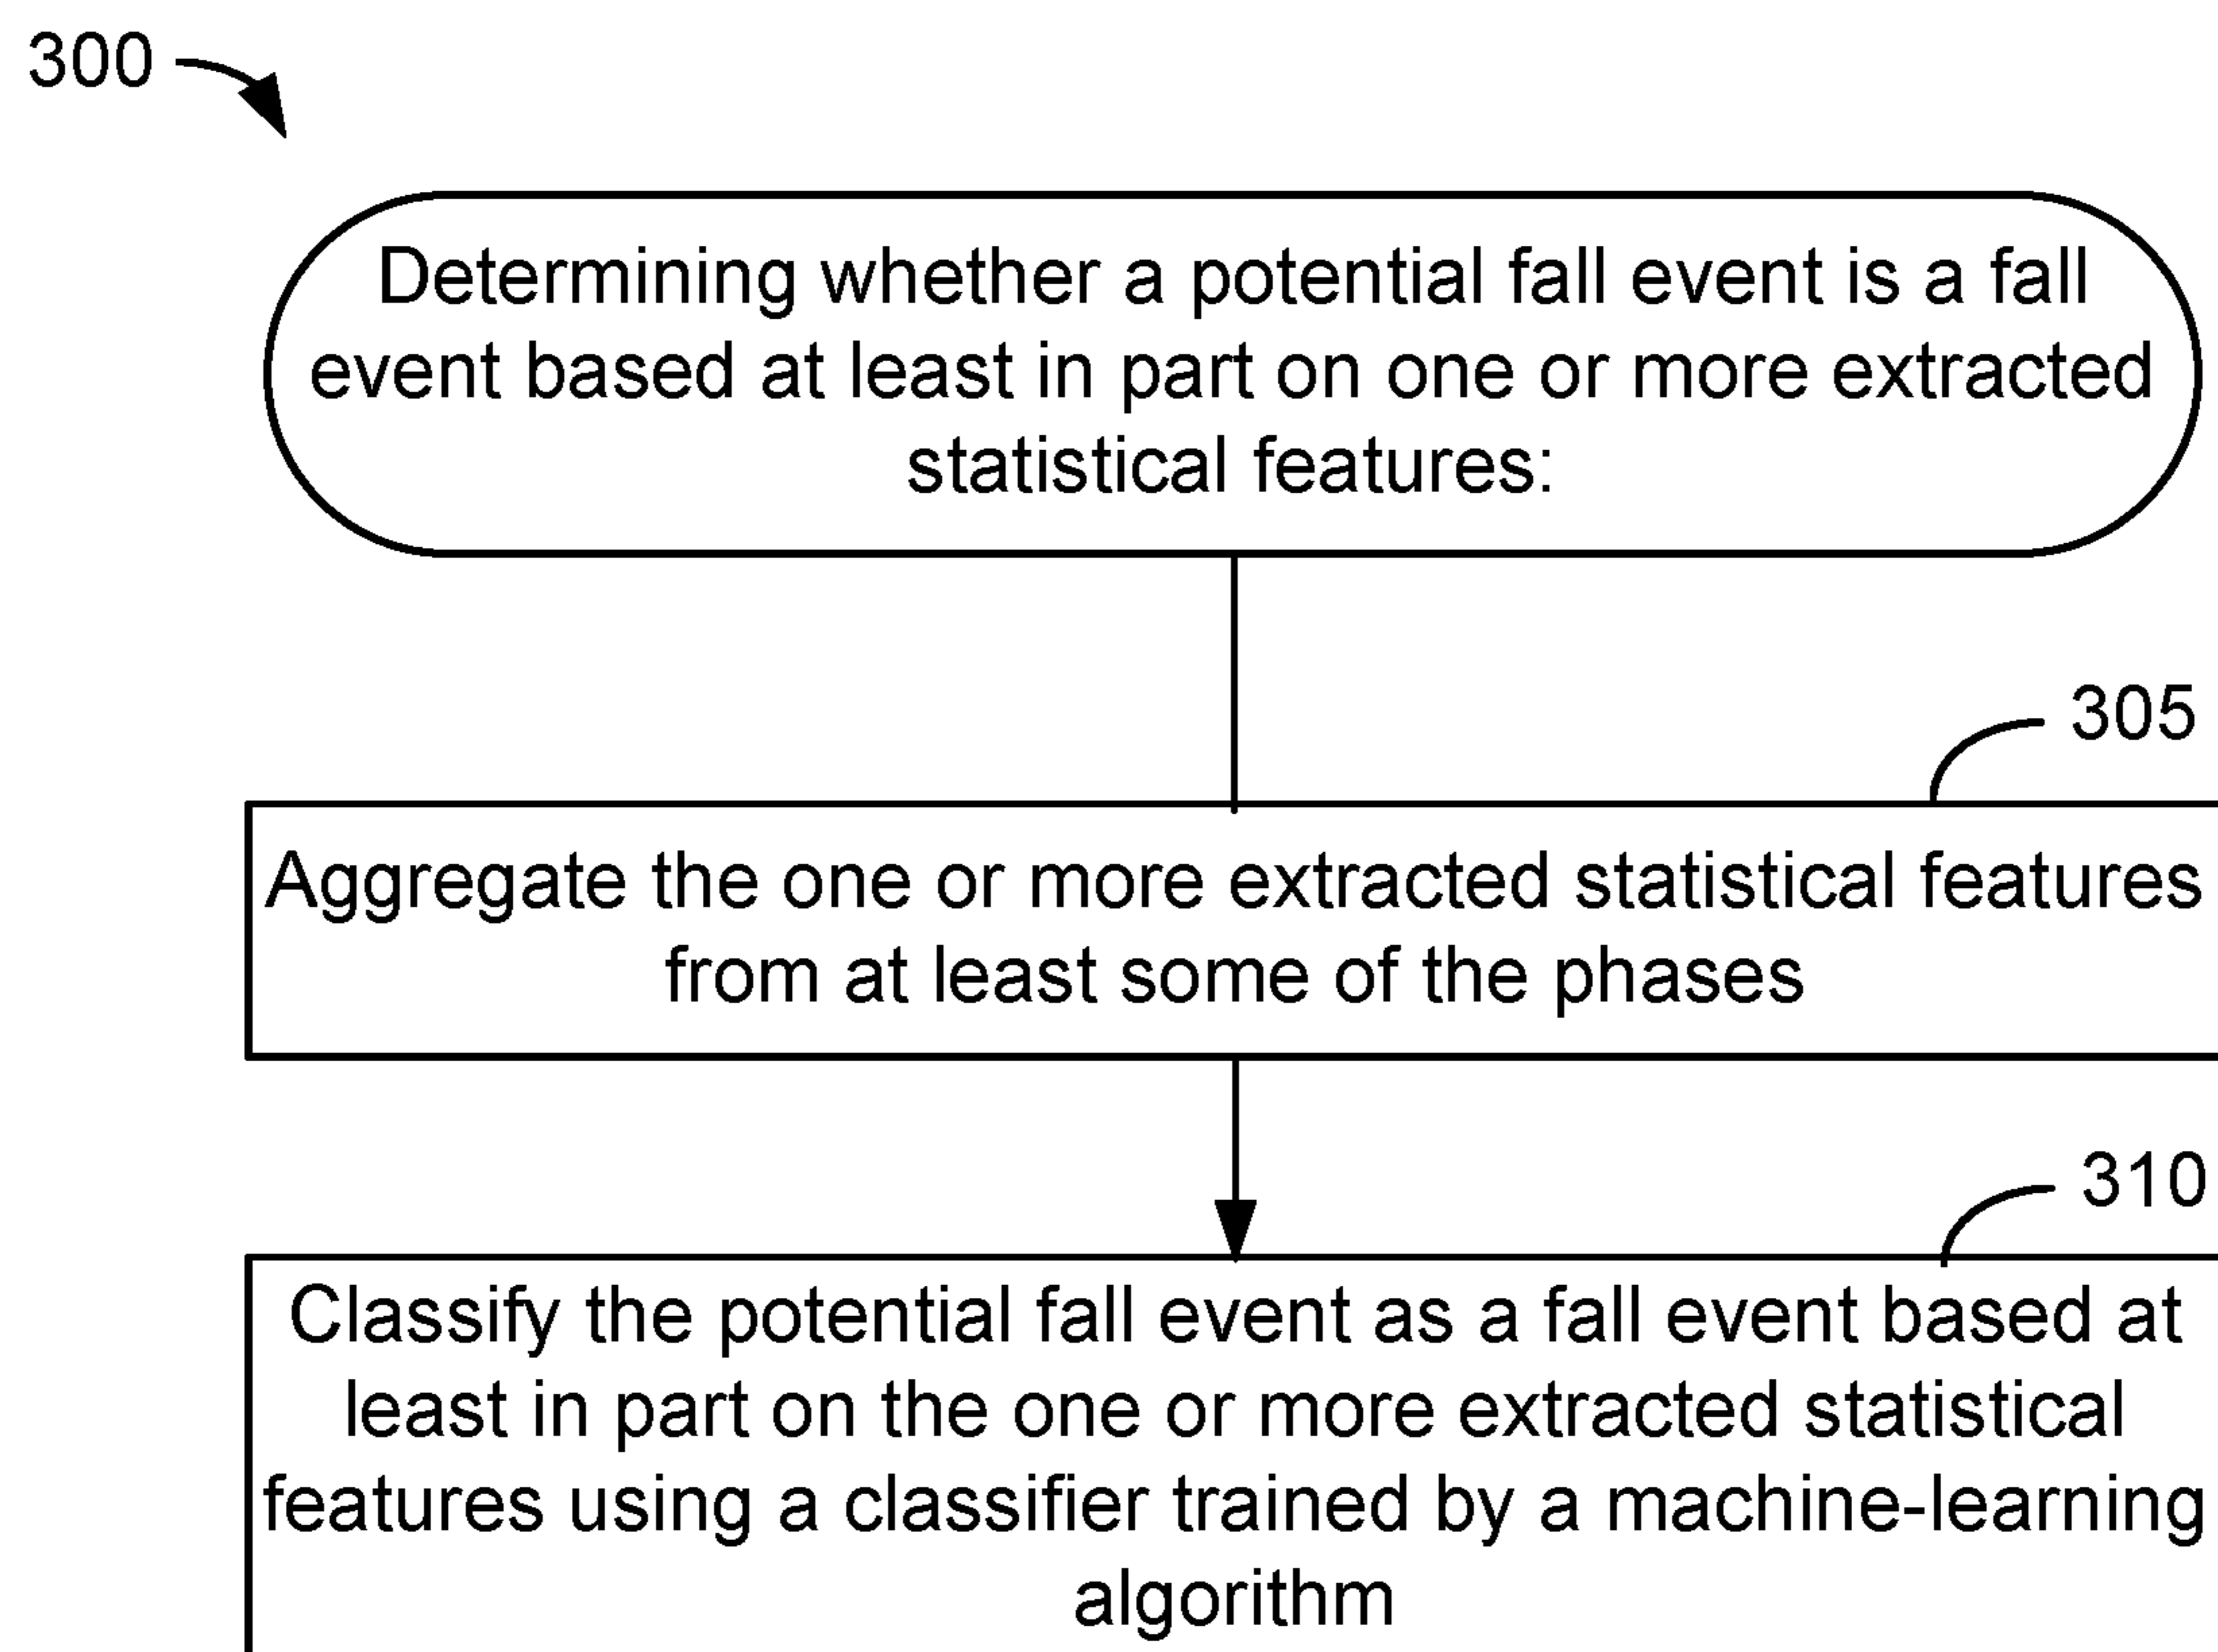 300
Determining whether a potential fall event is a fall
event based at least in part on one or more extracted
statistical features:
305
Aggregate the one or more extracted statistical features
from at least some of the phases
310
Classify the potential fall event as a fall event based at
least in part on the one or more extracted statistical
features using a classifier trained by a machine-learning
algorithm